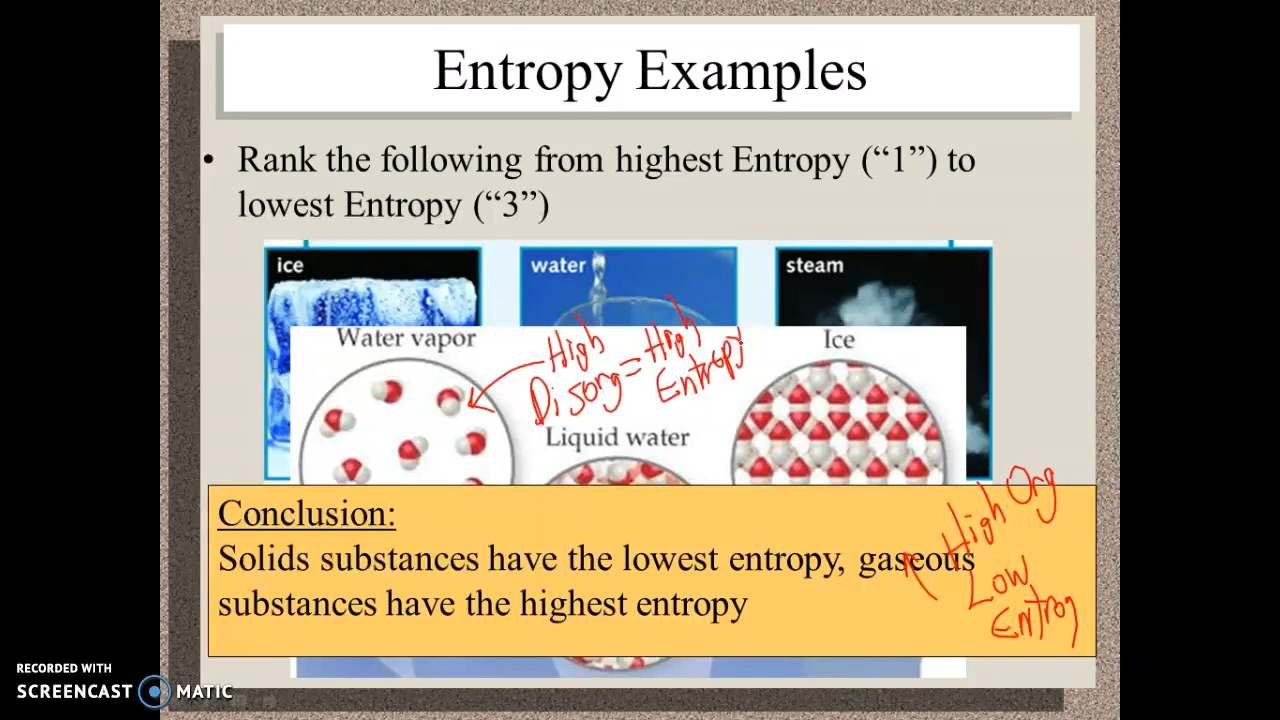 Entropy Examples
• Rank the following from highest Entropy (“1”) to
lowest Entropy (“3”)
ice
water
steam
Water vapor
High
Disorg = High
Entropy
Ice
Liquid water
Conclusion:
Solids substances have the lowest entropy, gaseous
substances have the highest entropy
High Org
Low
Entropy
RECORDED WITH
SCREENCAST MATIC